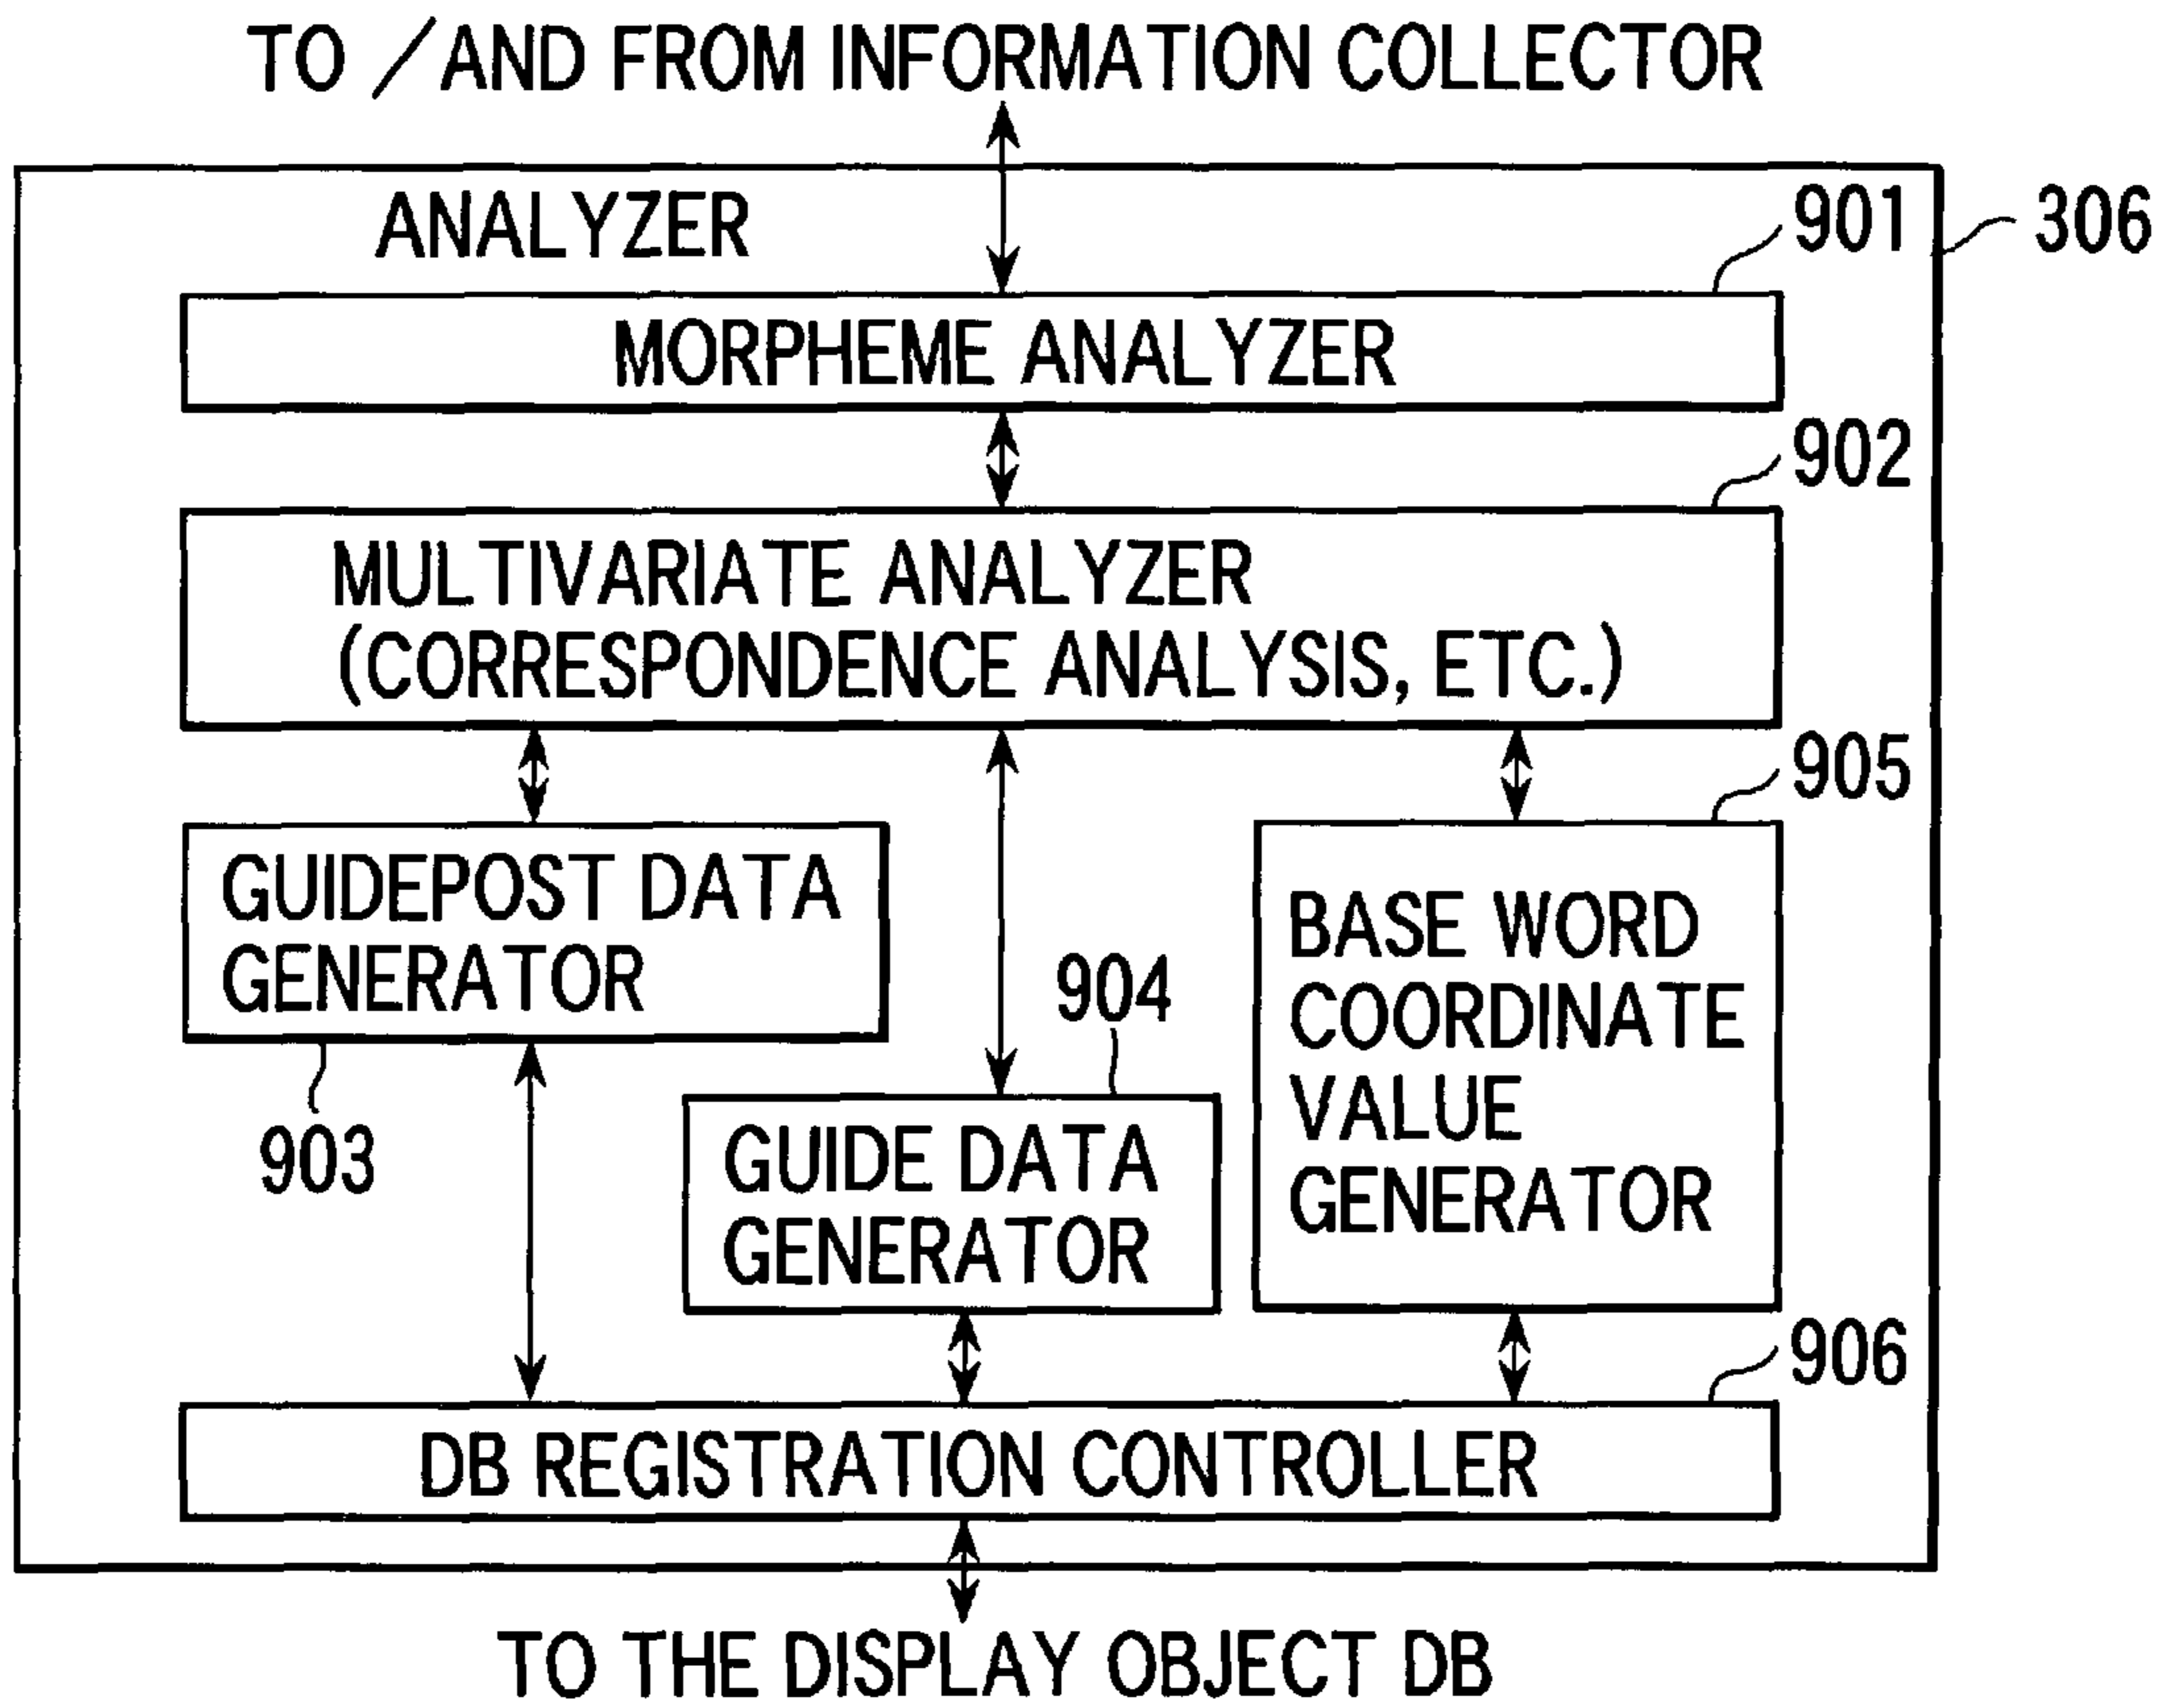 TO /AND FROM INFORMATION COLLECTOR
ANALYZER
901
306
MORPHEME ANALYZER
902
MULTIVARIATE ANALYZER
(CORRESPONDENCE ANALYSIS, ETC.)
905
GUIDEPOST DATA
GENERATOR
903
904
GUIDE DATA
GENERATOR
BASE WORD
COORDINATE
VALUE
GENERATOR
906
DB REGISTRATION CONTROLLER
TO THE DISPLAY OBJECT DB